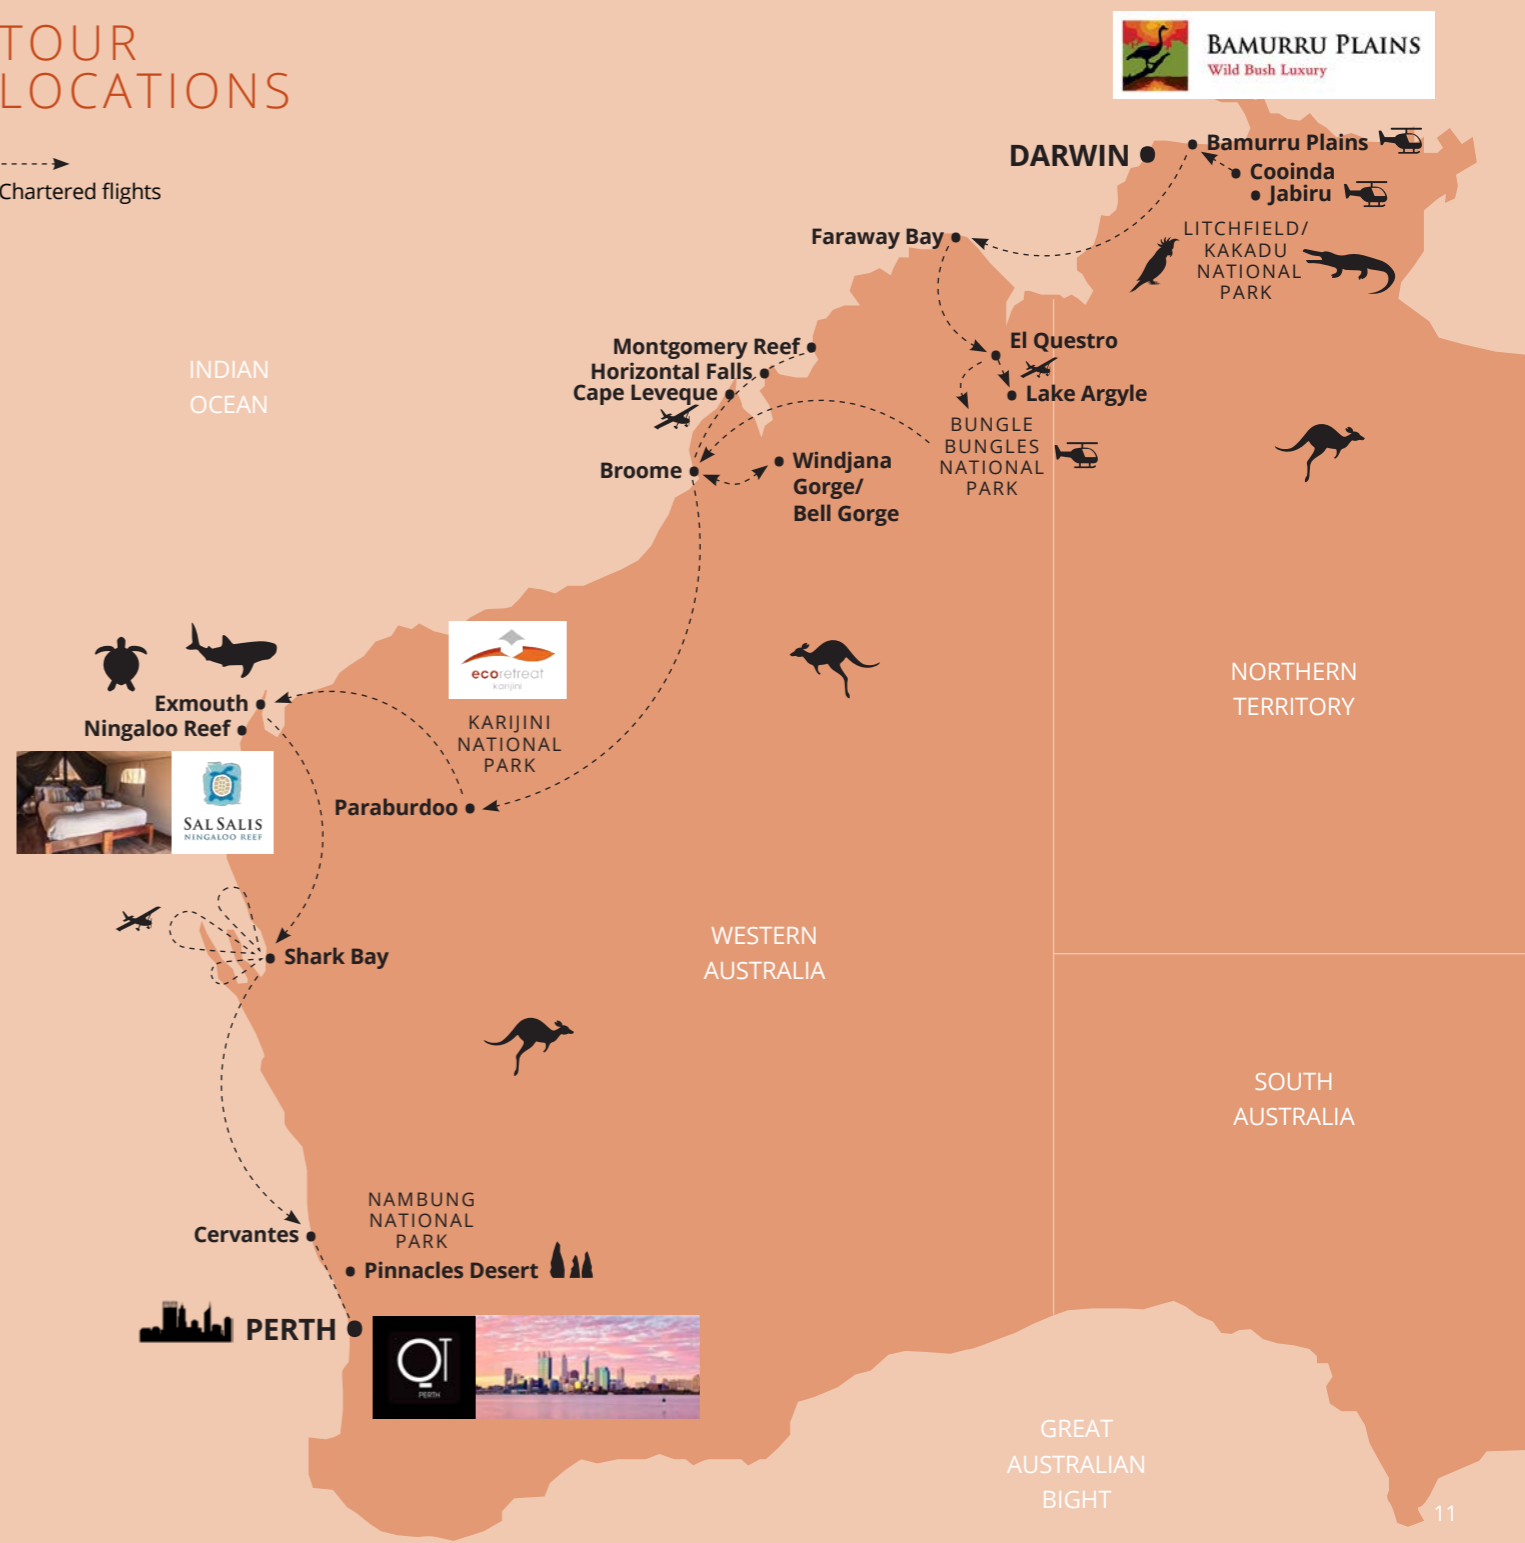 TOUR
LOCATIONS
Chartered flights
BAMURRU PLAINS
Wild Bush Luxury
DARWIN
Bamurru Plains
Cooinda
Jabiru
LITCHFIELD/
KAKADU
NATIONAL
PARK
Faraway Bay
INDIAN
OCEAN
Montgomery Reef
Horizontal Falls
Cape Leveque
El Questro
Lake Argyle
BUNGLE
BUNGLES
NATIONAL
PARK
Broome
Windjana
Gorge/
Bell Gorge
ecoretreat
karijini
KARIJINI
NATIONAL
PARK
NORTHERN
TERRITORY
Exmouth
Ningaloo Reef
SAL SALIS
NINGALOO REEF
Paraburdoo
WESTERN
AUSTRALIA
Shark Bay
SOUTH
AUSTRALIA
NAMBUNG
NATIONAL
PARK
Cervantes
Pinnacles Desert
PERTH
QT
PERTH
GREAT
AUSTRALIAN
BIGHT
11